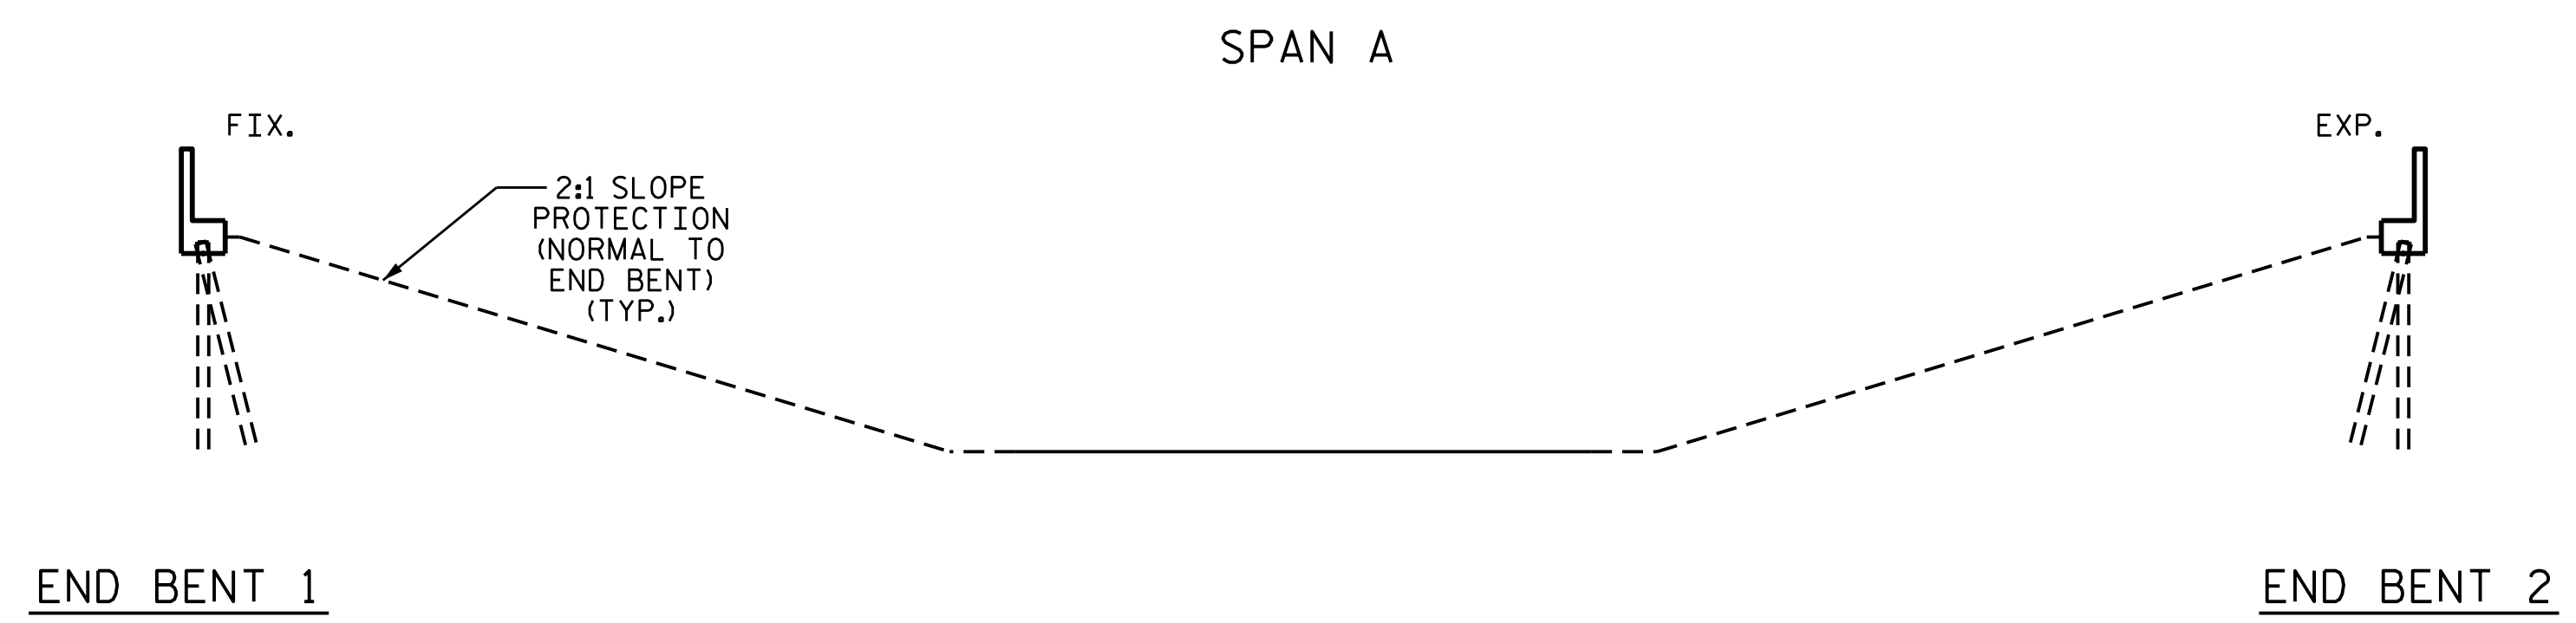 SPAN A
FIX.
EXP.
2:1 SLOPE
PROTECTION
(NORMAL TO
END BENT)
(TYP.)
END BENT 1
END BENT 2